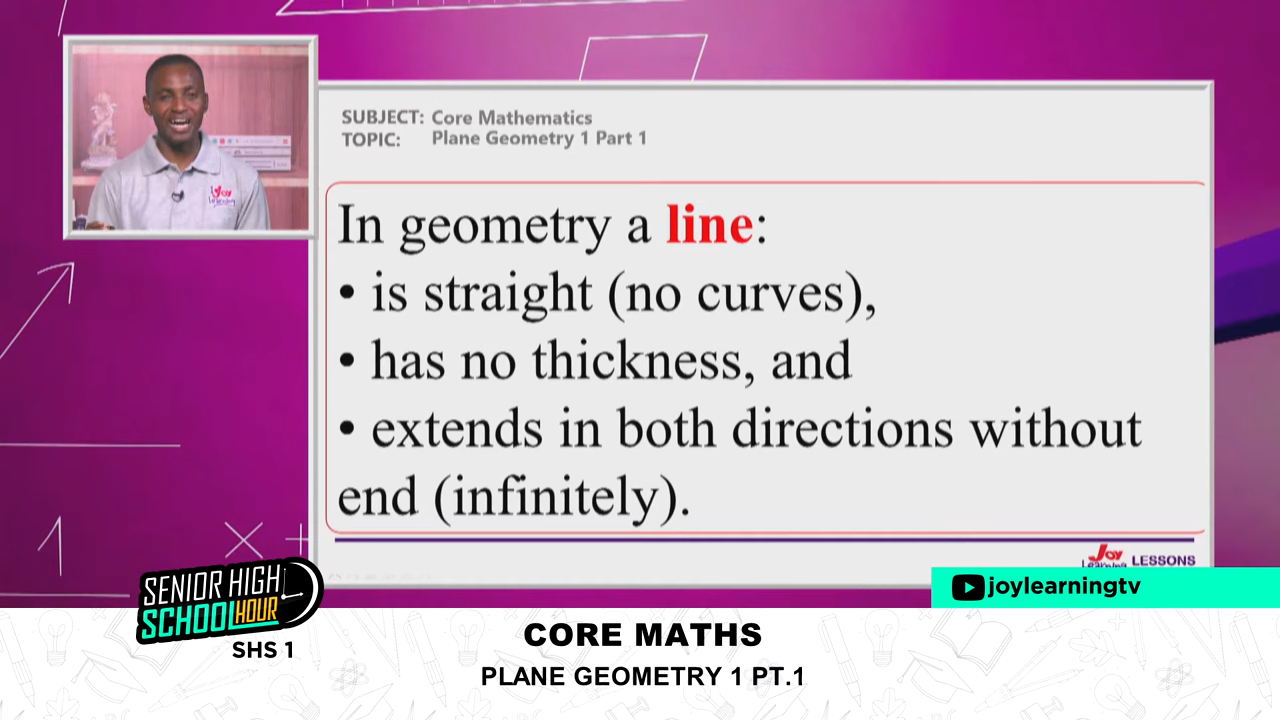 SUBJECT: Core Mathematics
TOPIC: Plane Geometry 1 Part 1
In geometry a line:
• is straight (no curves),
• has no thickness, and
• extends in both directions without
end (infinitely).
Joy
Learning LESSONS
joylearningtv
SENIOR HIGH
SCHOOL HOUR
SHS 1
CORE MATHS
PLANE GEOMETRY 1 PT.1